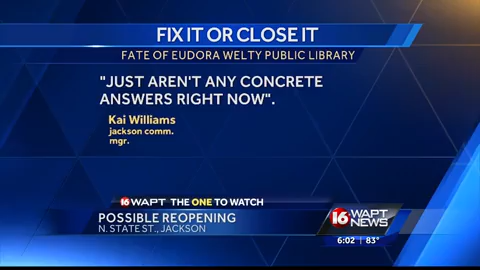 FIX IT OR CLOSE IT
FATE OF EUDORA WELTY PUBLIC LIBRARY
"JUST AREN'T ANY CONCRETE
ANSWERS RIGHT NOW".
Kai Williams
jackson comm.
mgr.
16 WAPT THE ONE TO WATCH
POSSIBLE REOPENING
N. STATE ST., JACKSON
16 WAPT
NEWS
6:02 83°